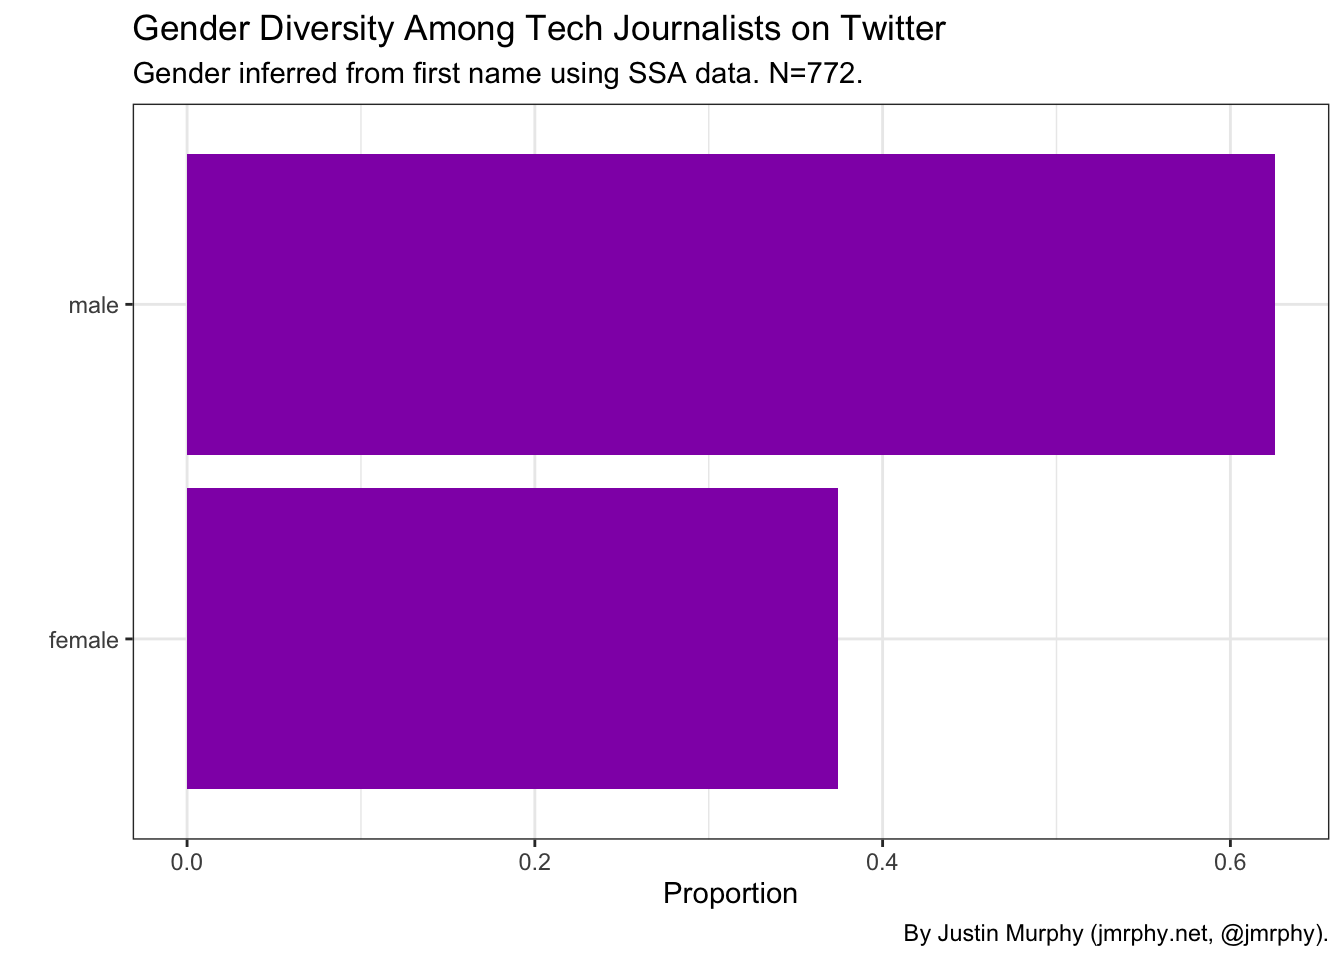 Gender Diversity Among Tech Journalists on Twitter
Gender inferred from first name using SSA data. N=772.
male
female
0.0 0.2 0.4 0.6
Proportion
By Justin Murphy (jmrphy.net, @jmrphy).